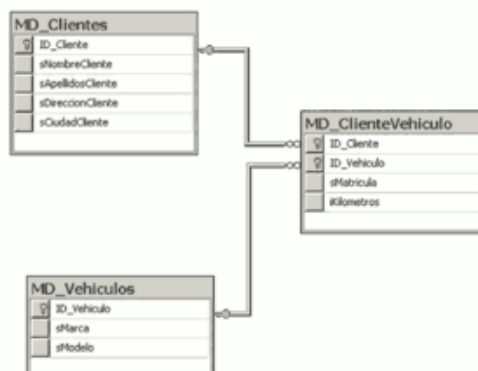 MD_Clientes
ID_Cliente
sNombreCliente
sApellidosCliente
sDireccionCliente
sCiudadCliente
MD_ClienteVehiculo
ID_Cliente
ID_Vehiculo
sMatricula
iKilometros
MD_Vehiculos
ID_Vehiculo
sMarca
sModelo